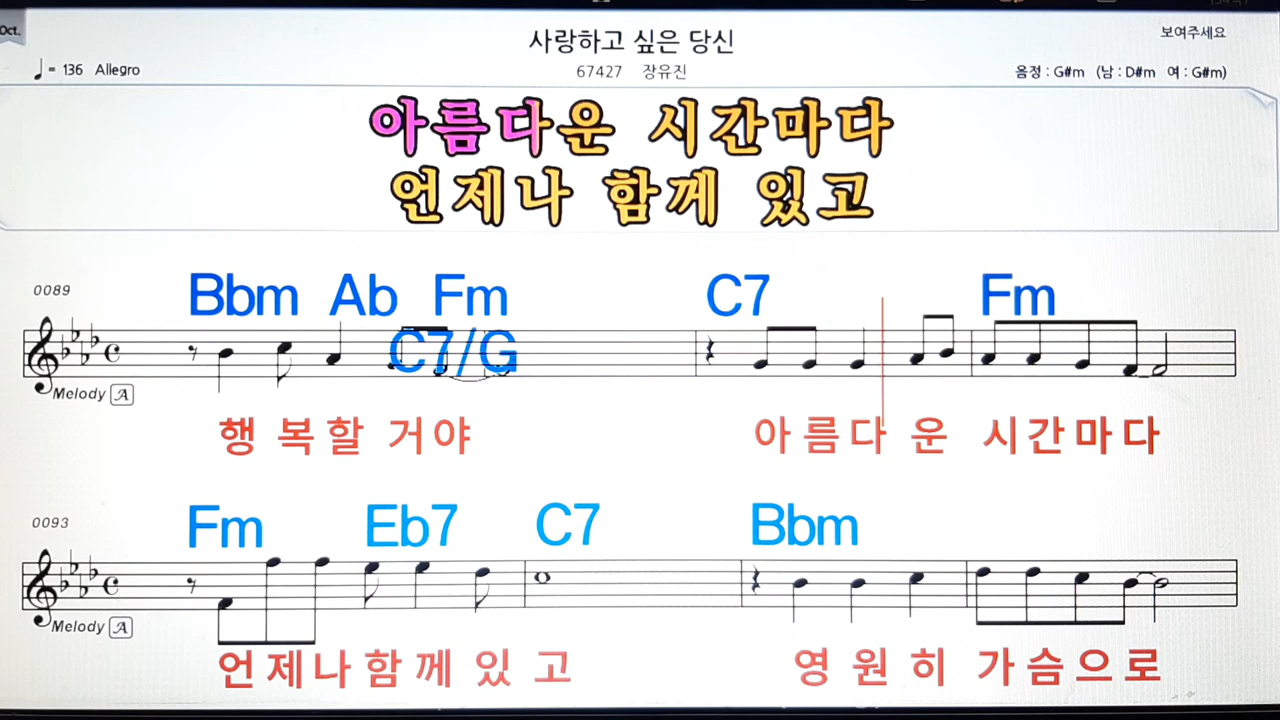 Oct.
사랑하고 싶은 당신
보여주세요
♩= 136 Allegro
67427 장유진
음정 : G#m (남 : D#m 여 : G#m)
아름다운 시간마다
언제나 함께 있고
0089
Bbm Ab Fm C7 Fm
C7/G
Melody A
행 복할 거야 아름다 운 시간마다
0093
Fm Eb7 C7 Bbm
Melody A
언제나함께있 고 영 원 히 가슴으로